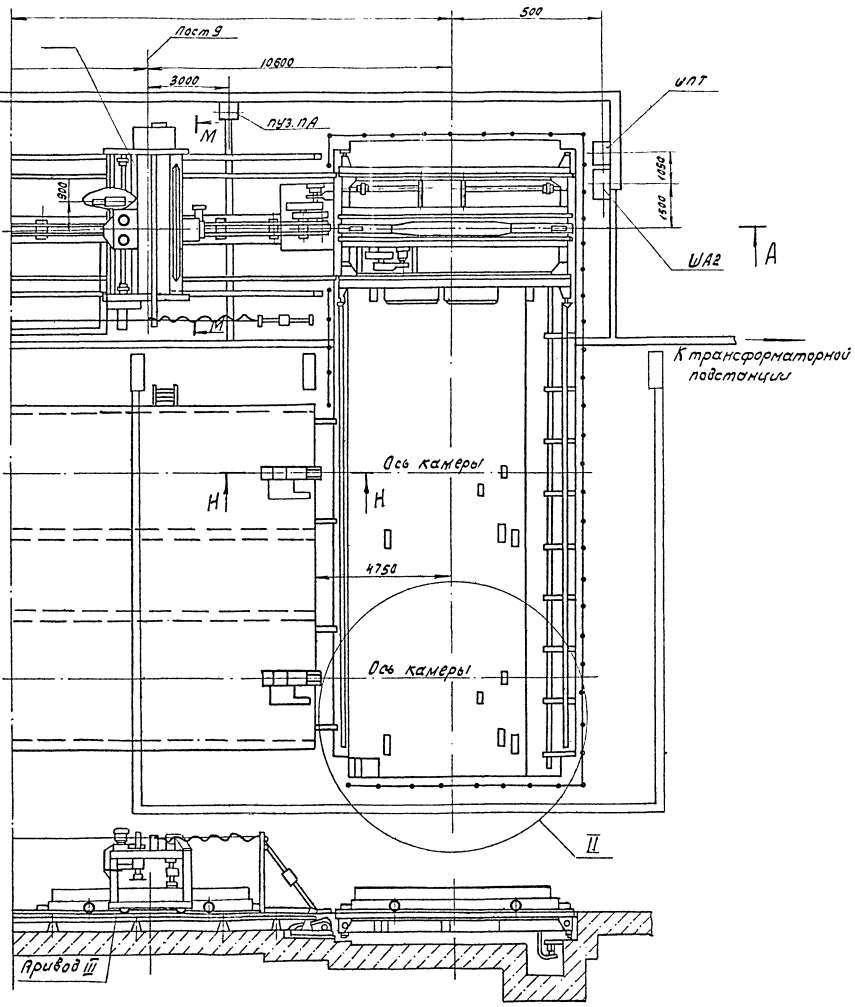 Пост 9
500
10600
3000
ШПТ
М
ПУЗ.ПА
900
1050
1500
ША2
А
М
К трансформаторной
подстанции
Ось камеры
Н
Н
4750
Ось камеры
II
Привод III